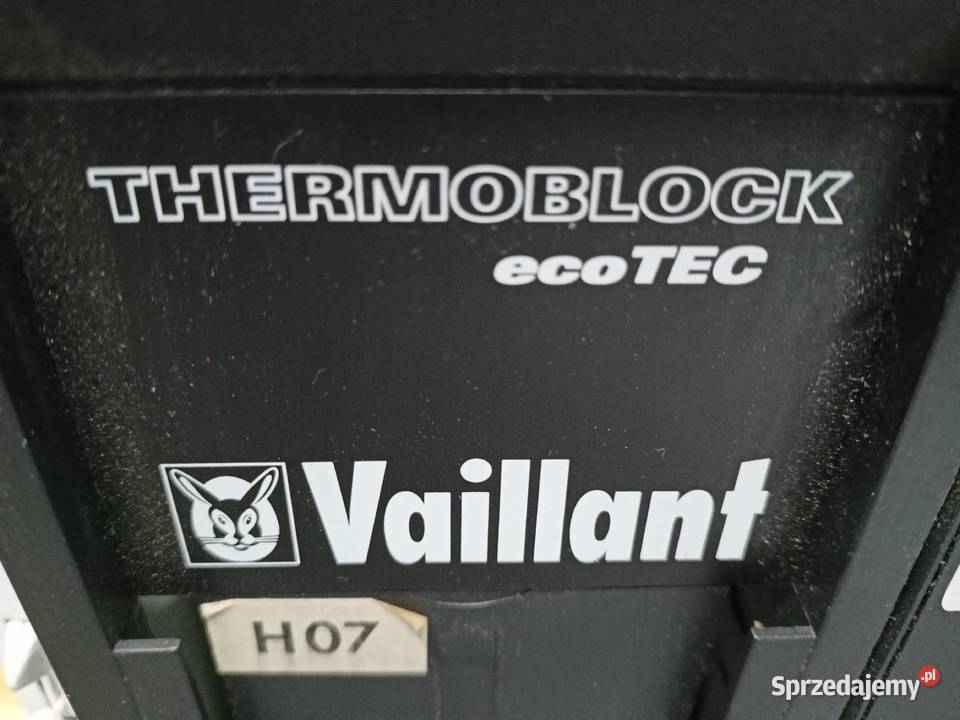 THERMOBLOCK
ecoTEC
Vaillant
H07
Sprzedajemy.pl